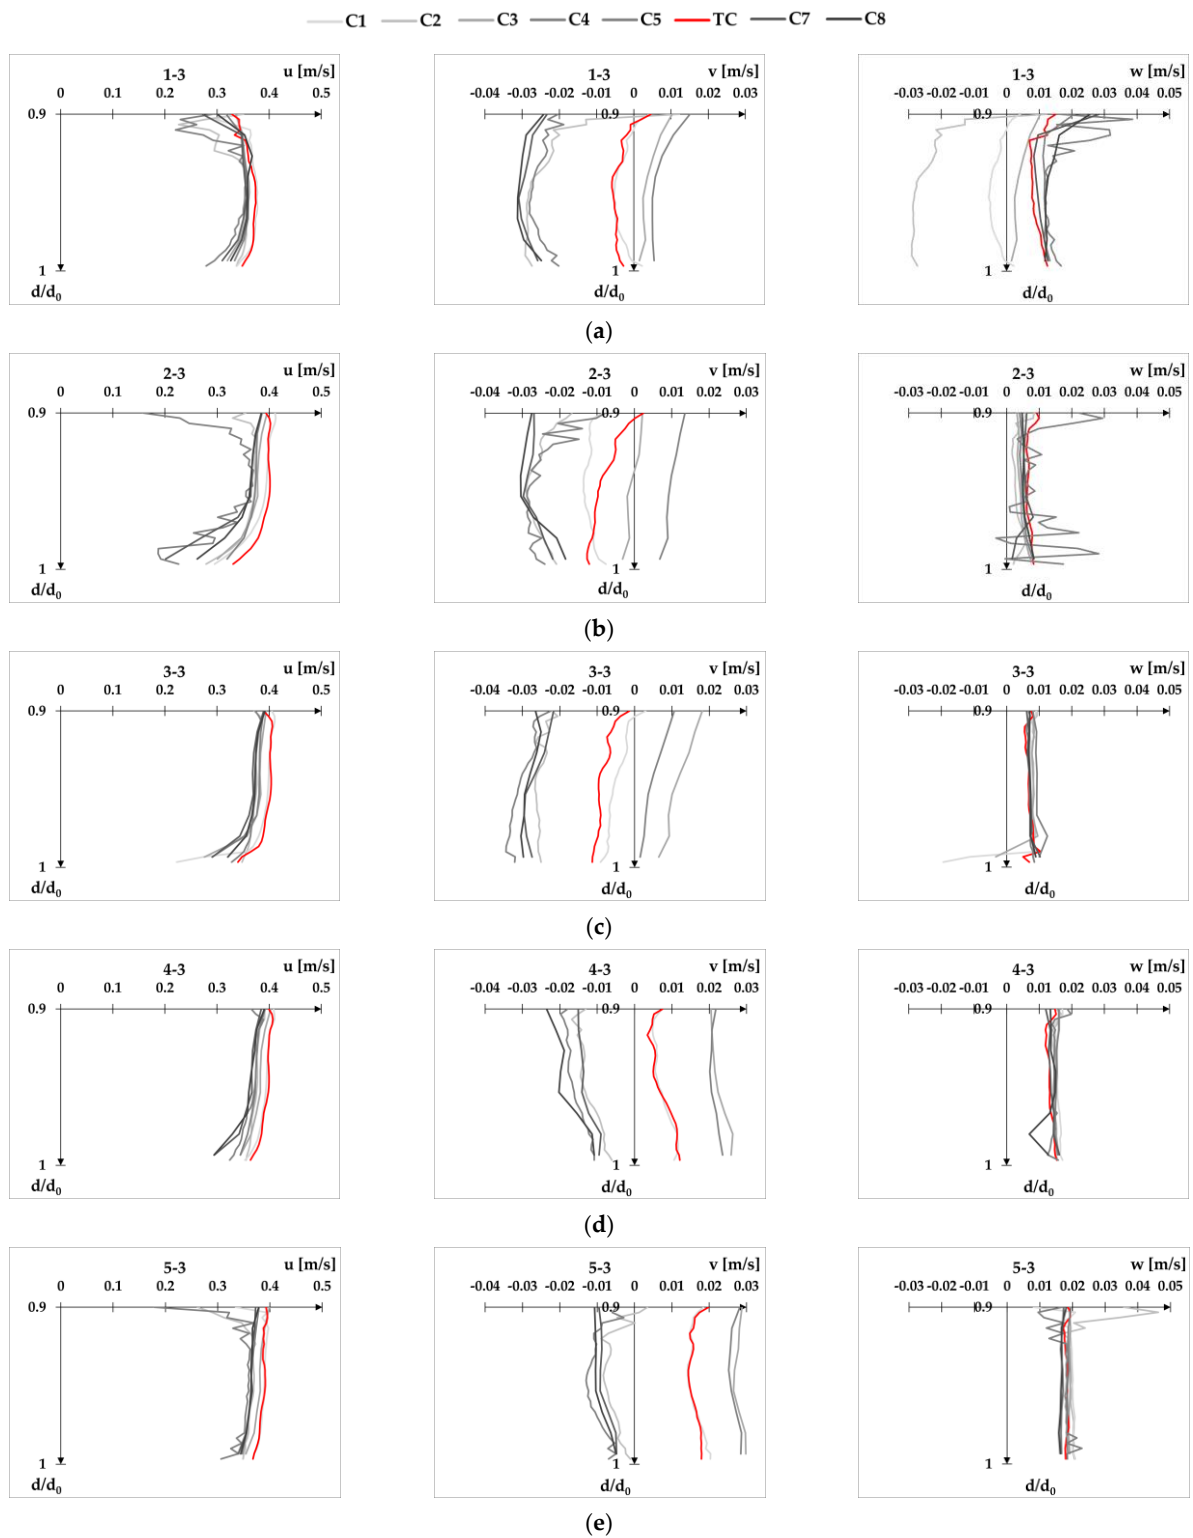 C1 C2 C3 C4 C5 TC C7 C8
1-3 u [m/s]
0 0.1 0.2 0.3 0.4 0.5
0.9
1
d/d0
1-3 v [m/s]
-0.04 -0.03 -0.02 -0.01 0 0.01 0.02 0.03
0.9
1
d/d0
1-3 w [m/s]
-0.03 -0.02 -0.01 0 0.01 0.02 0.03 0.04 0.05
0.9
1
d/d0
(a)
2-3 u [m/s]
0 0.1 0.2 0.3 0.4 0.5
0.9
1
d/d0
2-3 v [m/s]
-0.04 -0.03 -0.02 -0.01 0 0.01 0.02 0.03
0.9
1
d/d0
2-3 w [m/s]
-0.03 -0.02 -0.01 0 0.01 0.02 0.03 0.04 0.05
0.9
1
d/d0
(b)
3-3 u [m/s]
0 0.1 0.2 0.3 0.4 0.5
0.9
1
d/d0
3-3 v [m/s]
-0.04 -0.03 -0.02 -0.01 0 0.01 0.02 0.03
0.9
1
d/d0
3-3 w [m/s]
-0.03 -0.02 -0.01 0 0.01 0.02 0.03 0.04 0.05
0.9
1
d/d0
(c)
4-3 u [m/s]
0 0.1 0.2 0.3 0.4 0.5
0.9
1
d/d0
4-3 v [m/s]
-0.04 -0.03 -0.02 -0.01 0 0.01 0.02 0.03
0.9
1
d/d0
4-3 w [m/s]
-0.03 -0.02 -0.01 0 0.01 0.02 0.03 0.04 0.05
0.9
1
d/d0
(d)
5-3 u [m/s]
0 0.1 0.2 0.3 0.4 0.5
0.9
1
d/d0
5-3 v [m/s]
-0.04 -0.03 -0.02 -0.01 0 0.01 0.02 0.03
0.9
1
d/d0
5-3 w [m/s]
-0.03 -0.02 -0.01 0 0.01 0.02 0.03 0.04 0.05
0.9
1
d/d0
(e)